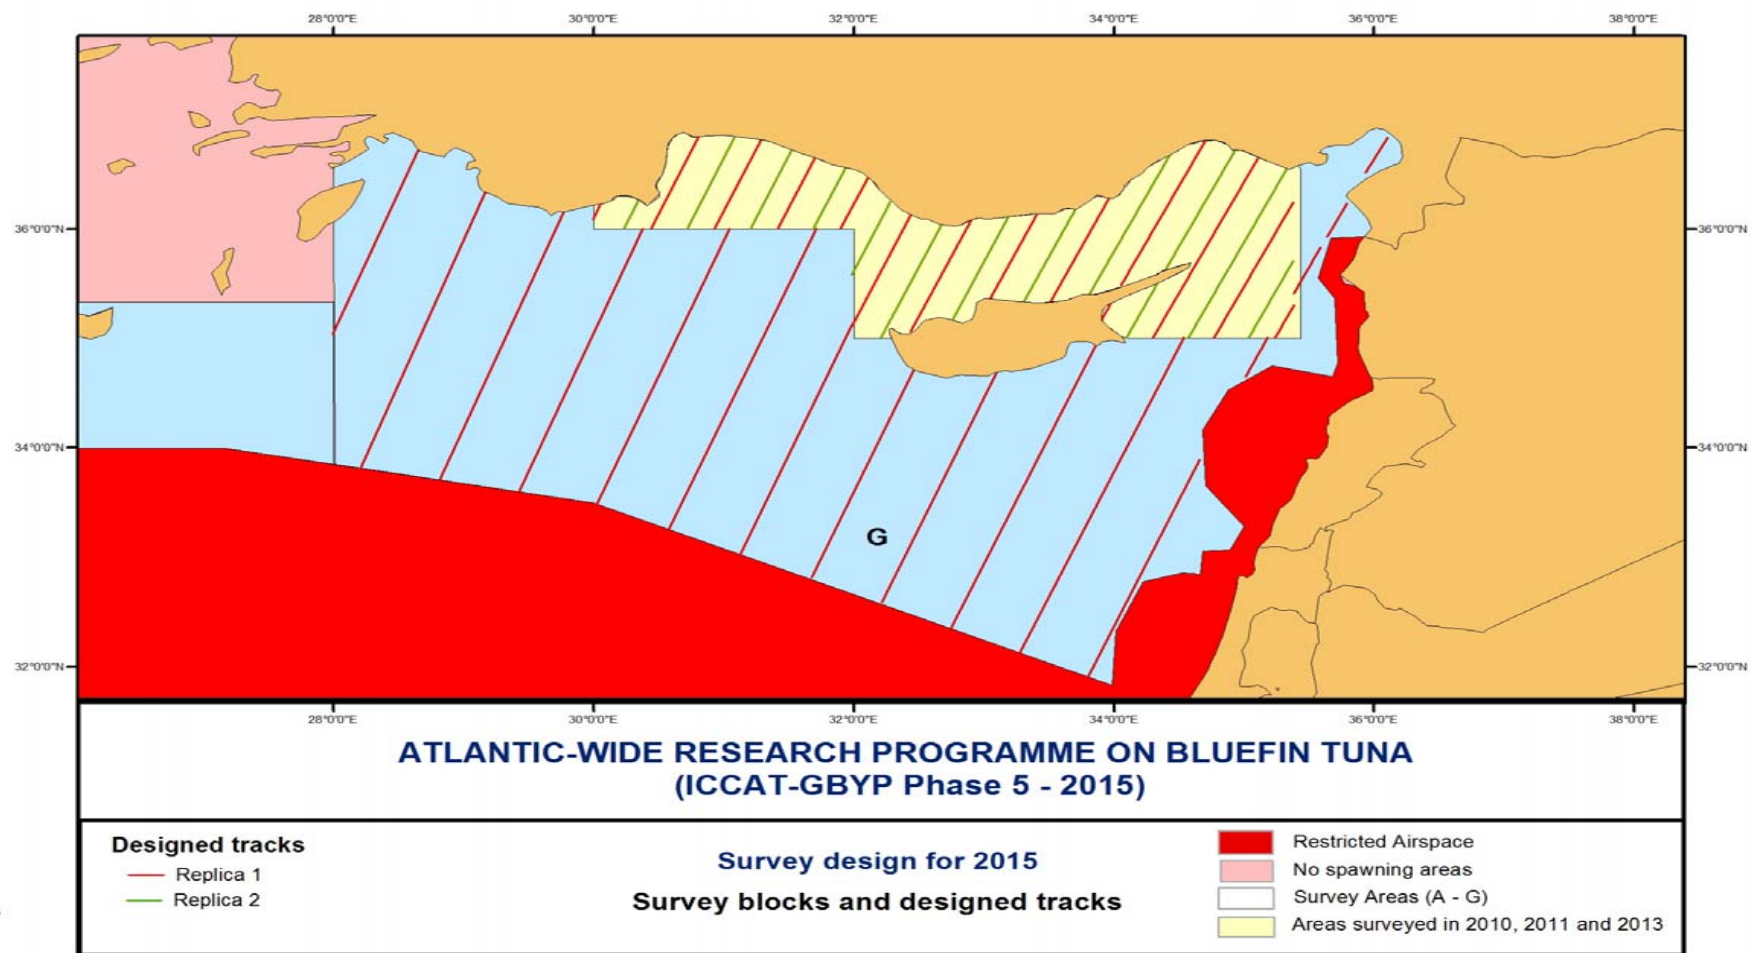 28°0'0"E 30°0'0"E 32°0'0"E 34°0'0"E 36°0'0"E 38°0'0"E
36°0'0"N 36°0'0"N
34°0'0"N 34°0'0"N
G
32°0'0"N 32°0'0"N
28°0'0"E 30°0'0"E 32°0'0"E 34°0'0"E 36°0'0"E 38°0'0"E
ATLANTIC-WIDE RESEARCH PROGRAMME ON BLUEFIN TUNA
(ICCAT-GBYP Phase 5 - 2015)
Designed tracks
Replica 1
Replica 2
Survey design for 2015
Survey blocks and designed tracks
Restricted Airspace
No spawning areas
Survey Areas (A - G)
Areas surveyed in 2010, 2011 and 2013